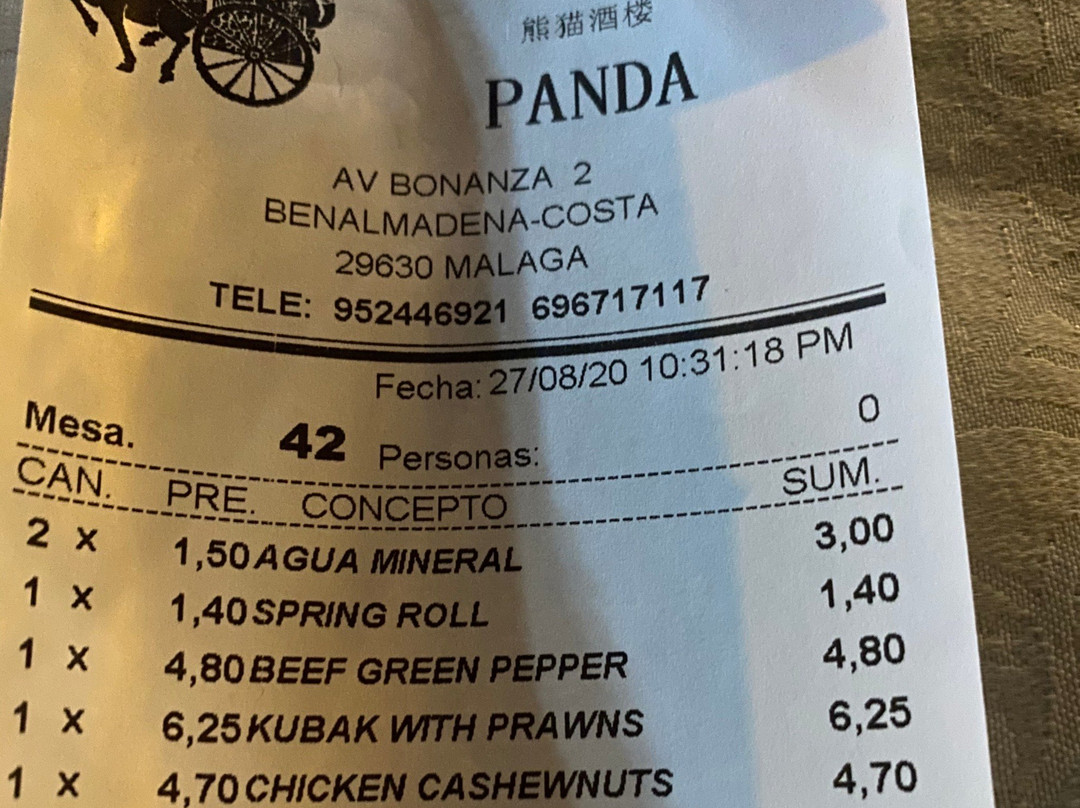 熊猫酒楼
PANDA
AV BONANZA 2
BENALMADENA-COSTA
29630 MALAGA
TELE: 952446921 696717117
Fecha: 27/08/20 10:31:18 PM
Mesa. 42 Personas: 0
CAN. PRE. CONCEPTO SUM.
2 x 1,50 AGUA MINERAL 3,00
1 x 1,40 SPRING ROLL 1,40
1 x 4,80 BEEF GREEN PEPPER 4,80
1 x 6,25 KUBAK WITH PRAWNS 6,25
1 x 4,70 CHICKEN CASHEWNUTS 4,70